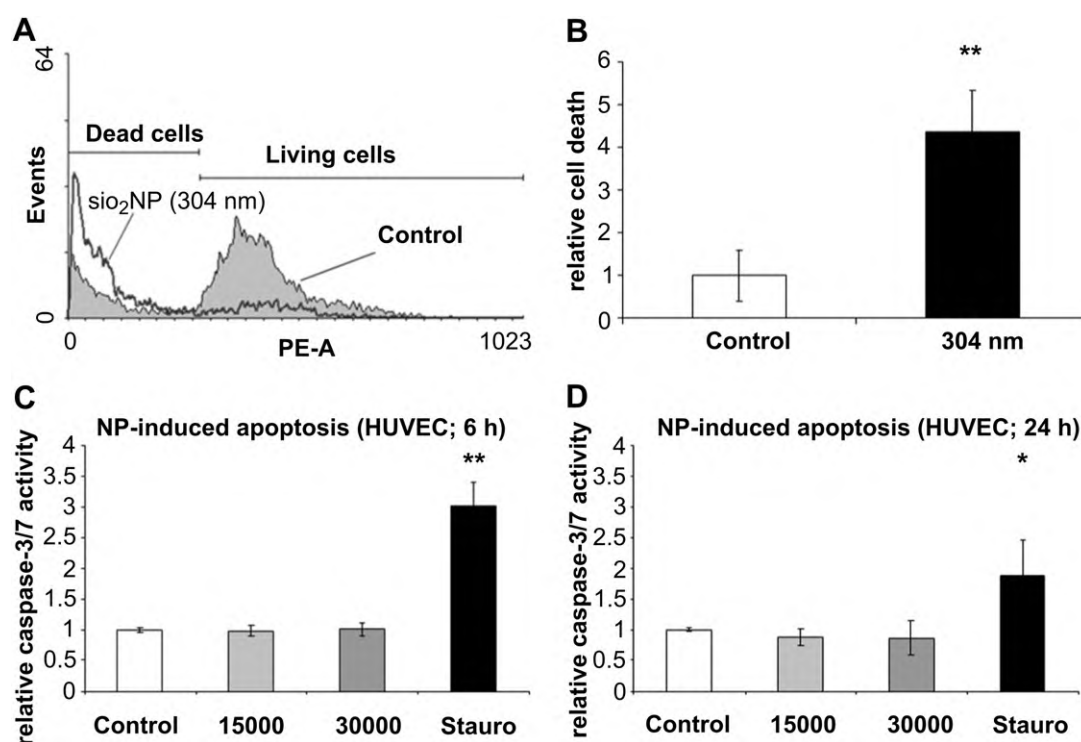 A
64
Events
0
Dead cells
Living cells
sio₂NP (304 nm)
Control
0
PE-A
1023
B
relative cell death
6
5
4
3
2
1
0
**
Control
304 nm
C
NP-induced apoptosis (HUVEC; 6 h)
relative caspase-3/7 activity
4
3.5
3
2.5
2
1.5
1
0.5
0
**
Control
15000
30000
Stauro
D
NP-induced apoptosis (HUVEC; 24 h)
relative caspase-3/7 activity
4
3.5
3
2.5
2
1.5
1
0.5
0
*
Control
15000
30000
Stauro